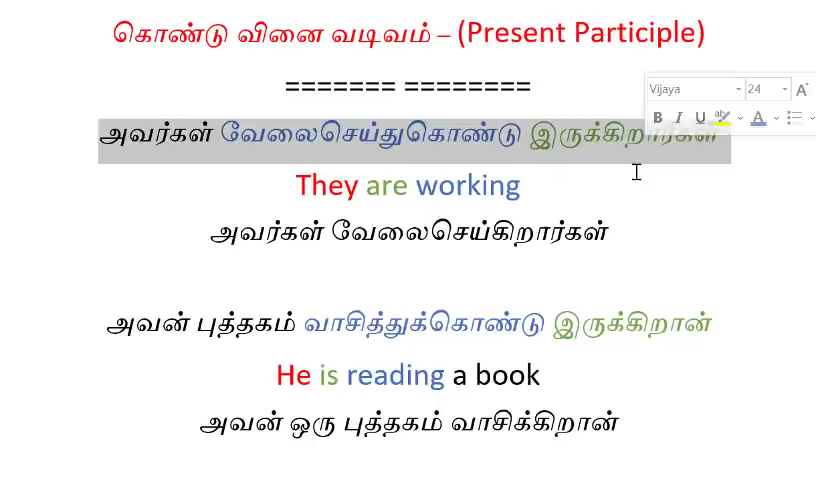 கொண்டு வினை வடிவம் – (Present Participle)
======= ========
Vijaya 24 A
B I U ab A
அவர்கள் வேலைசெய்துகொண்டு இருக்கிறார்கள்
They are working
அவர்கள் வேலைசெய்கிறார்கள்
அவன் புத்தகம் வாசித்துக்கொண்டு இருக்கிறான்
He is reading a book
அவன் ஒரு புத்தகம் வாசிக்கிறான்